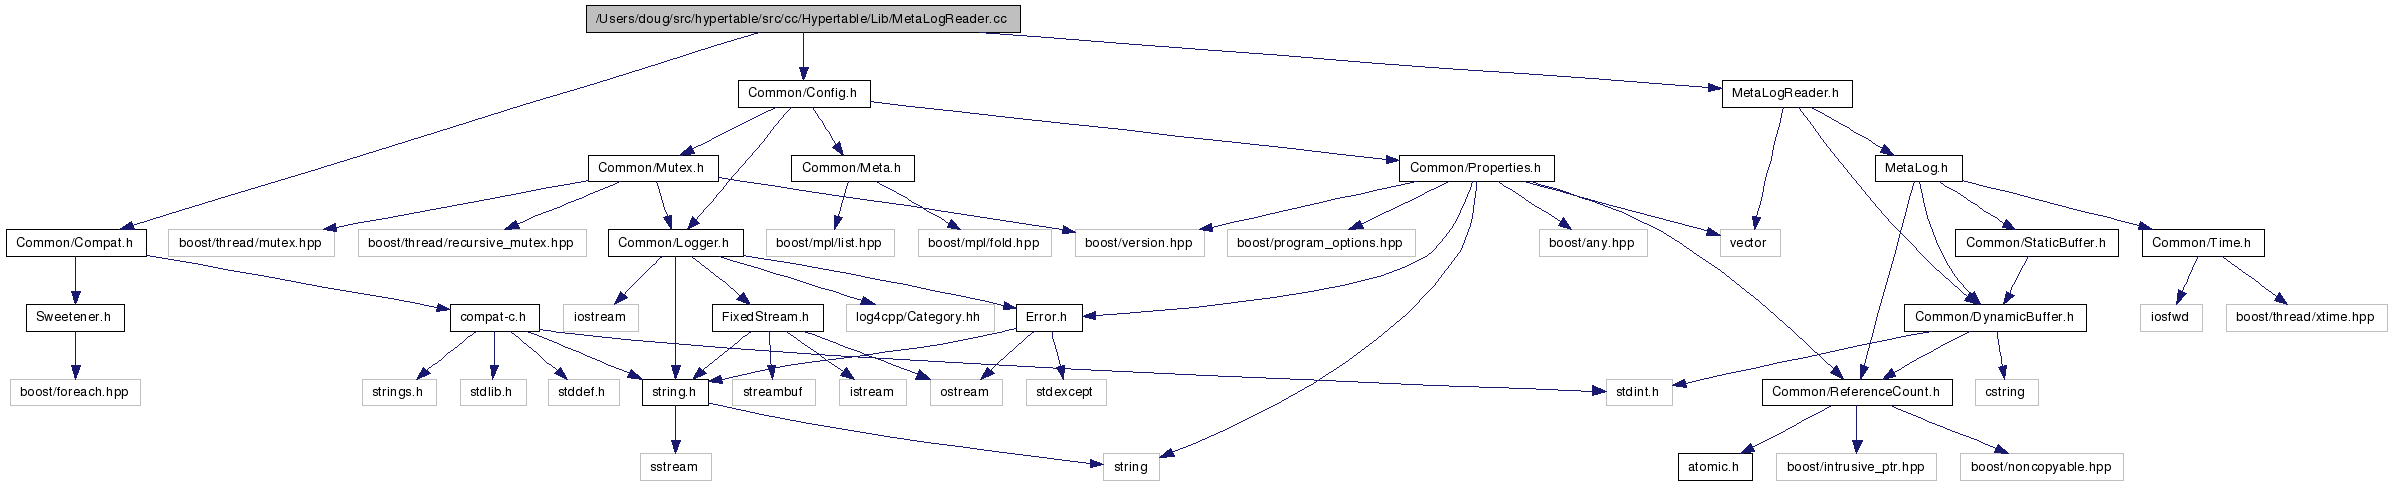 /Users/doug/src/hypertable/src/cc/Hypertable/Lib/MetaLogReader.cc
Common/Config.h
MetaLogReader.h
Common/Mutex.h
Common/Meta.h
Common/Properties.h
MetaLog.h
Common/Compat.h
boost/thread/mutex.hpp
boost/thread/recursive_mutex.hpp
Common/Logger.h
boost/mpl/list.hpp
boost/mpl/fold.hpp
boost/version.hpp
boost/program_options.hpp
boost/any.hpp
vector
Common/StaticBuffer.h
Common/Time.h
Sweetener.h
compat-c.h
iostream
FixedStream.h
log4cpp/Category.hh
Error.h
Common/DynamicBuffer.h
iosfwd
boost/thread/xtime.hpp
boost/foreach.hpp
strings.h
stdlib.h
stddef.h
string.h
streambuf
istream
ostream
stdexcept
stdint.h
Common/ReferenceCount.h
cstring
sstream
string
atomic.h
boost/intrusive_ptr.hpp
boost/noncopyable.hpp